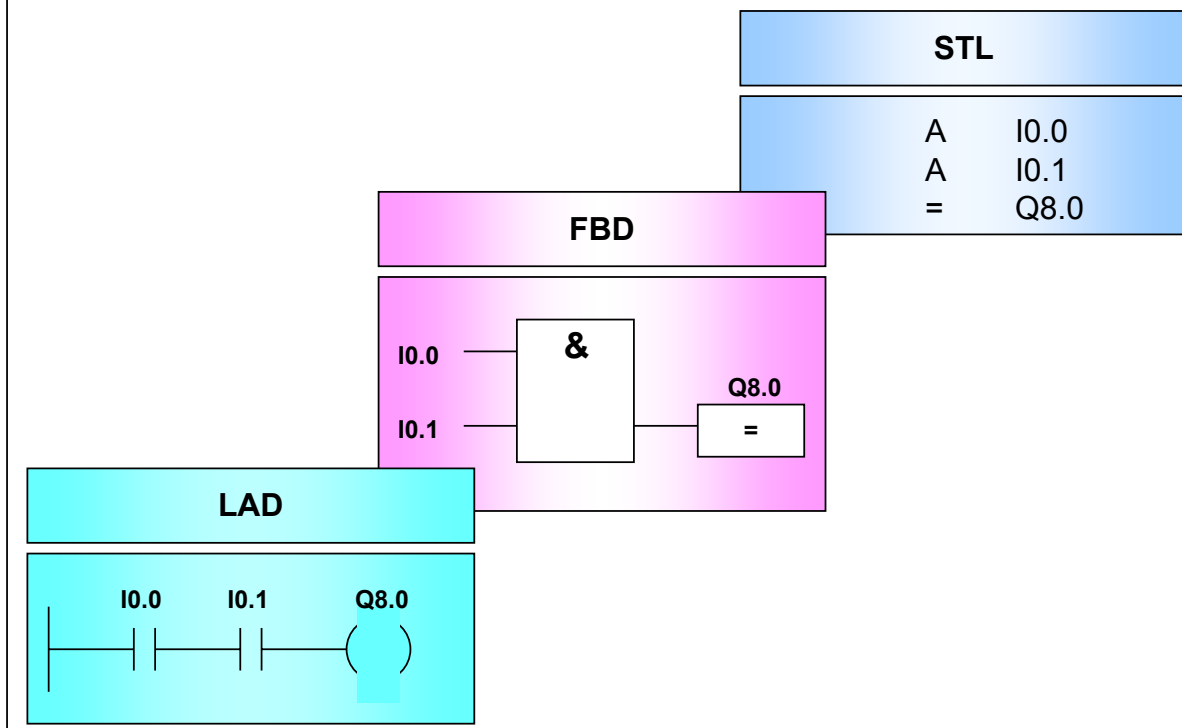 STL
A I0.0
A I0.1
= Q8.0
FBD
&
I0.0
Q8.0
I0.1
=
LAD
I0.0 I0.1 Q8.0